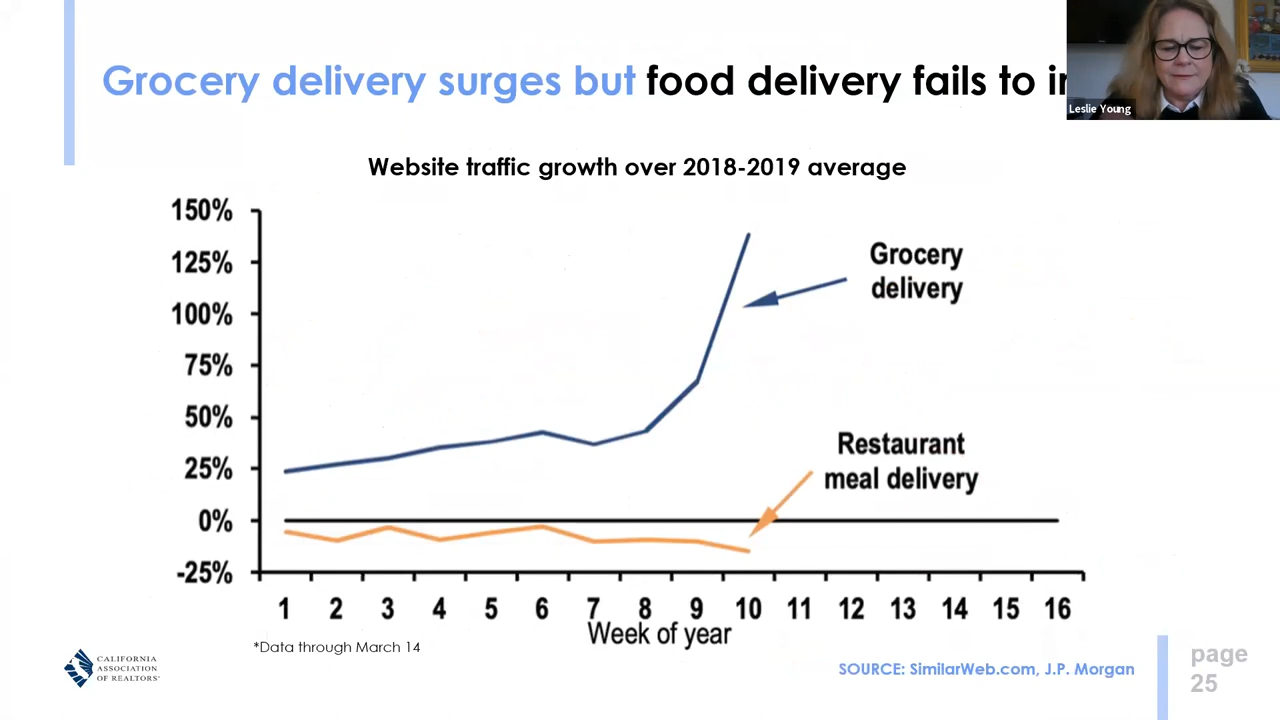 Grocery delivery surges but food delivery fails to
Leslie Young
Website traffic growth over 2018-2019 average
150%
125%
100%
75%
50%
25%
0%
-25%
Grocery
delivery
Restaurant
meal delivery
1 2 3 4 5 6 7 8 9 10 11 12 13 14 15 16
Week of year
*Data through March 14
CALIFORNIA
ASSOCIATION
OF REALTORS®
SOURCE: SimilarWeb.com, J.P. Morgan
page
25